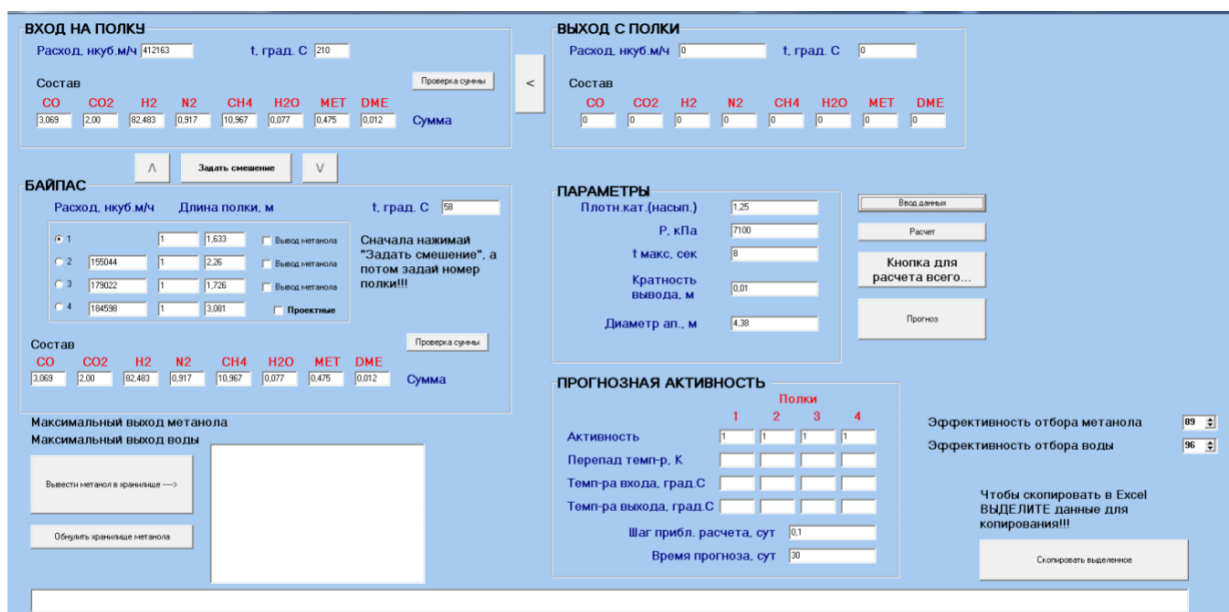 ВХОД НА ПОЛКУ
Расход, нкуб.м/ч 412163 t, град. С 210
Состав
Проверка суммы
CO CO2 H2 N2 CH4 H2O MET DME
3,069 2,00 82,483 0,917 10,967 0,077 0,475 0,012 Сумма
<
ВЫХОД С ПОЛКИ
Расход, нкуб.м/ч 0 t, град. С 0
Состав
CO CO2 H2 N2 CH4 H2O MET DME
0 0 0 0 0 0 0 0
Λ Задать смешение V
БАЙПАС
Расход, нкуб.м/ч Длина полки, м t, град. С 58
1 1 1,633 Вывод метанола
2 155044 1 2,26 Вывод метанола
3 179022 1 1,726 Вывод метанола
4 184598 1 3,081 Проектные
Сначала нажимай
"Задать смешение", а
потом задай номер
полки!!!
Состав
Проверка суммы
CO CO2 H2 N2 CH4 H2O MET DME
3,069 2,00 82,483 0,917 10,967 0,077 0,475 0,012 Сумма
ПАРАМЕТРЫ
Плотн.кат.(насып.) 1,25
P, кПа 7100
t макс, сек 8
Кратность
вывода, м 0,01
Диаметр ап., м 4,38
Ввод данных
Расчет
Кнопка для
расчета всего...
Прогноз
Максимальный выход метанола
Максимальный выход воды
Вывести метанол в хранилище ---->
Обнулить хранилище метанола
ПРОГНОЗНАЯ АКТИВНОСТЬ
Полки
1 2 3 4
Активность 1 1 1 1
Перепад темп-р, К
Темп-ра входа, град.С
Темп-ра выхода, град.С
Шаг прибл. расчета, сут 0,1
Время прогноза, сут 30
Эффективность отбора метанола 89
Эффективность отбора воды 96
Чтобы скопировать в Excel
ВЫДЕЛИТЕ данные для
копирования!!!
Скопировать выделенное